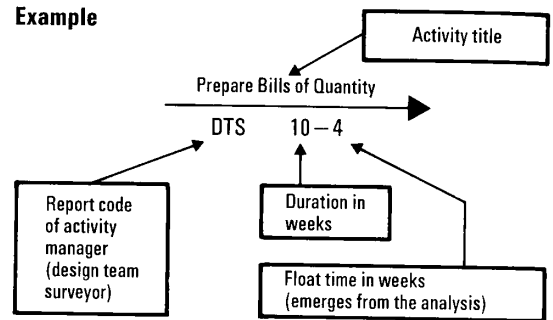 Example
Activity title
Prepare Bills of Quantity
DTS 10–4
Report code
of activity
manager
(design team
surveyor)
Duration in
weeks
Float time in weeks
(emerges from the analysis)